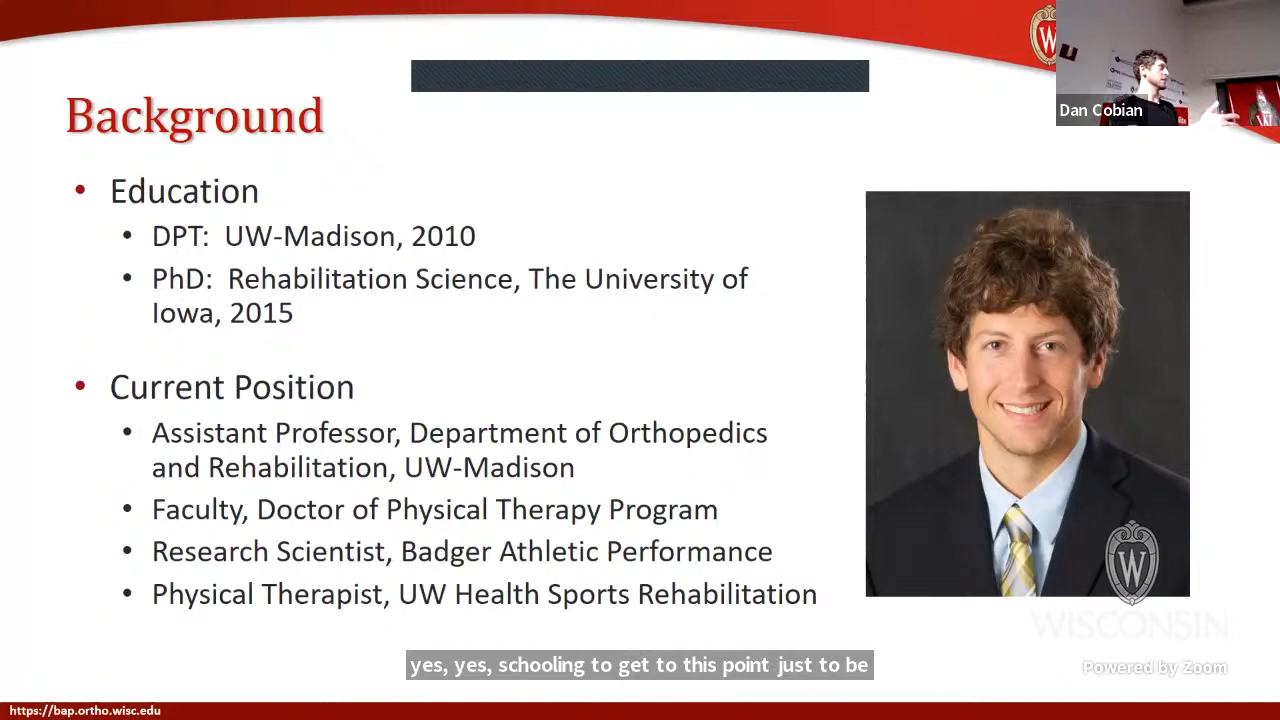 W
Dan Cobian
Background
• Education
• DPT: UW-Madison, 2010
• PhD: Rehabilitation Science, The University of
Iowa, 2015
• Current Position
• Assistant Professor, Department of Orthopedics
and Rehabilitation, UW-Madison
• Faculty, Doctor of Physical Therapy Program
• Research Scientist, Badger Athletic Performance
• Physical Therapist, UW Health Sports Rehabilitation
W
WISCONSIN
yes, yes, schooling to get to this point just to be
Powered by Zoom
https://bap.ortho.wisc.edu